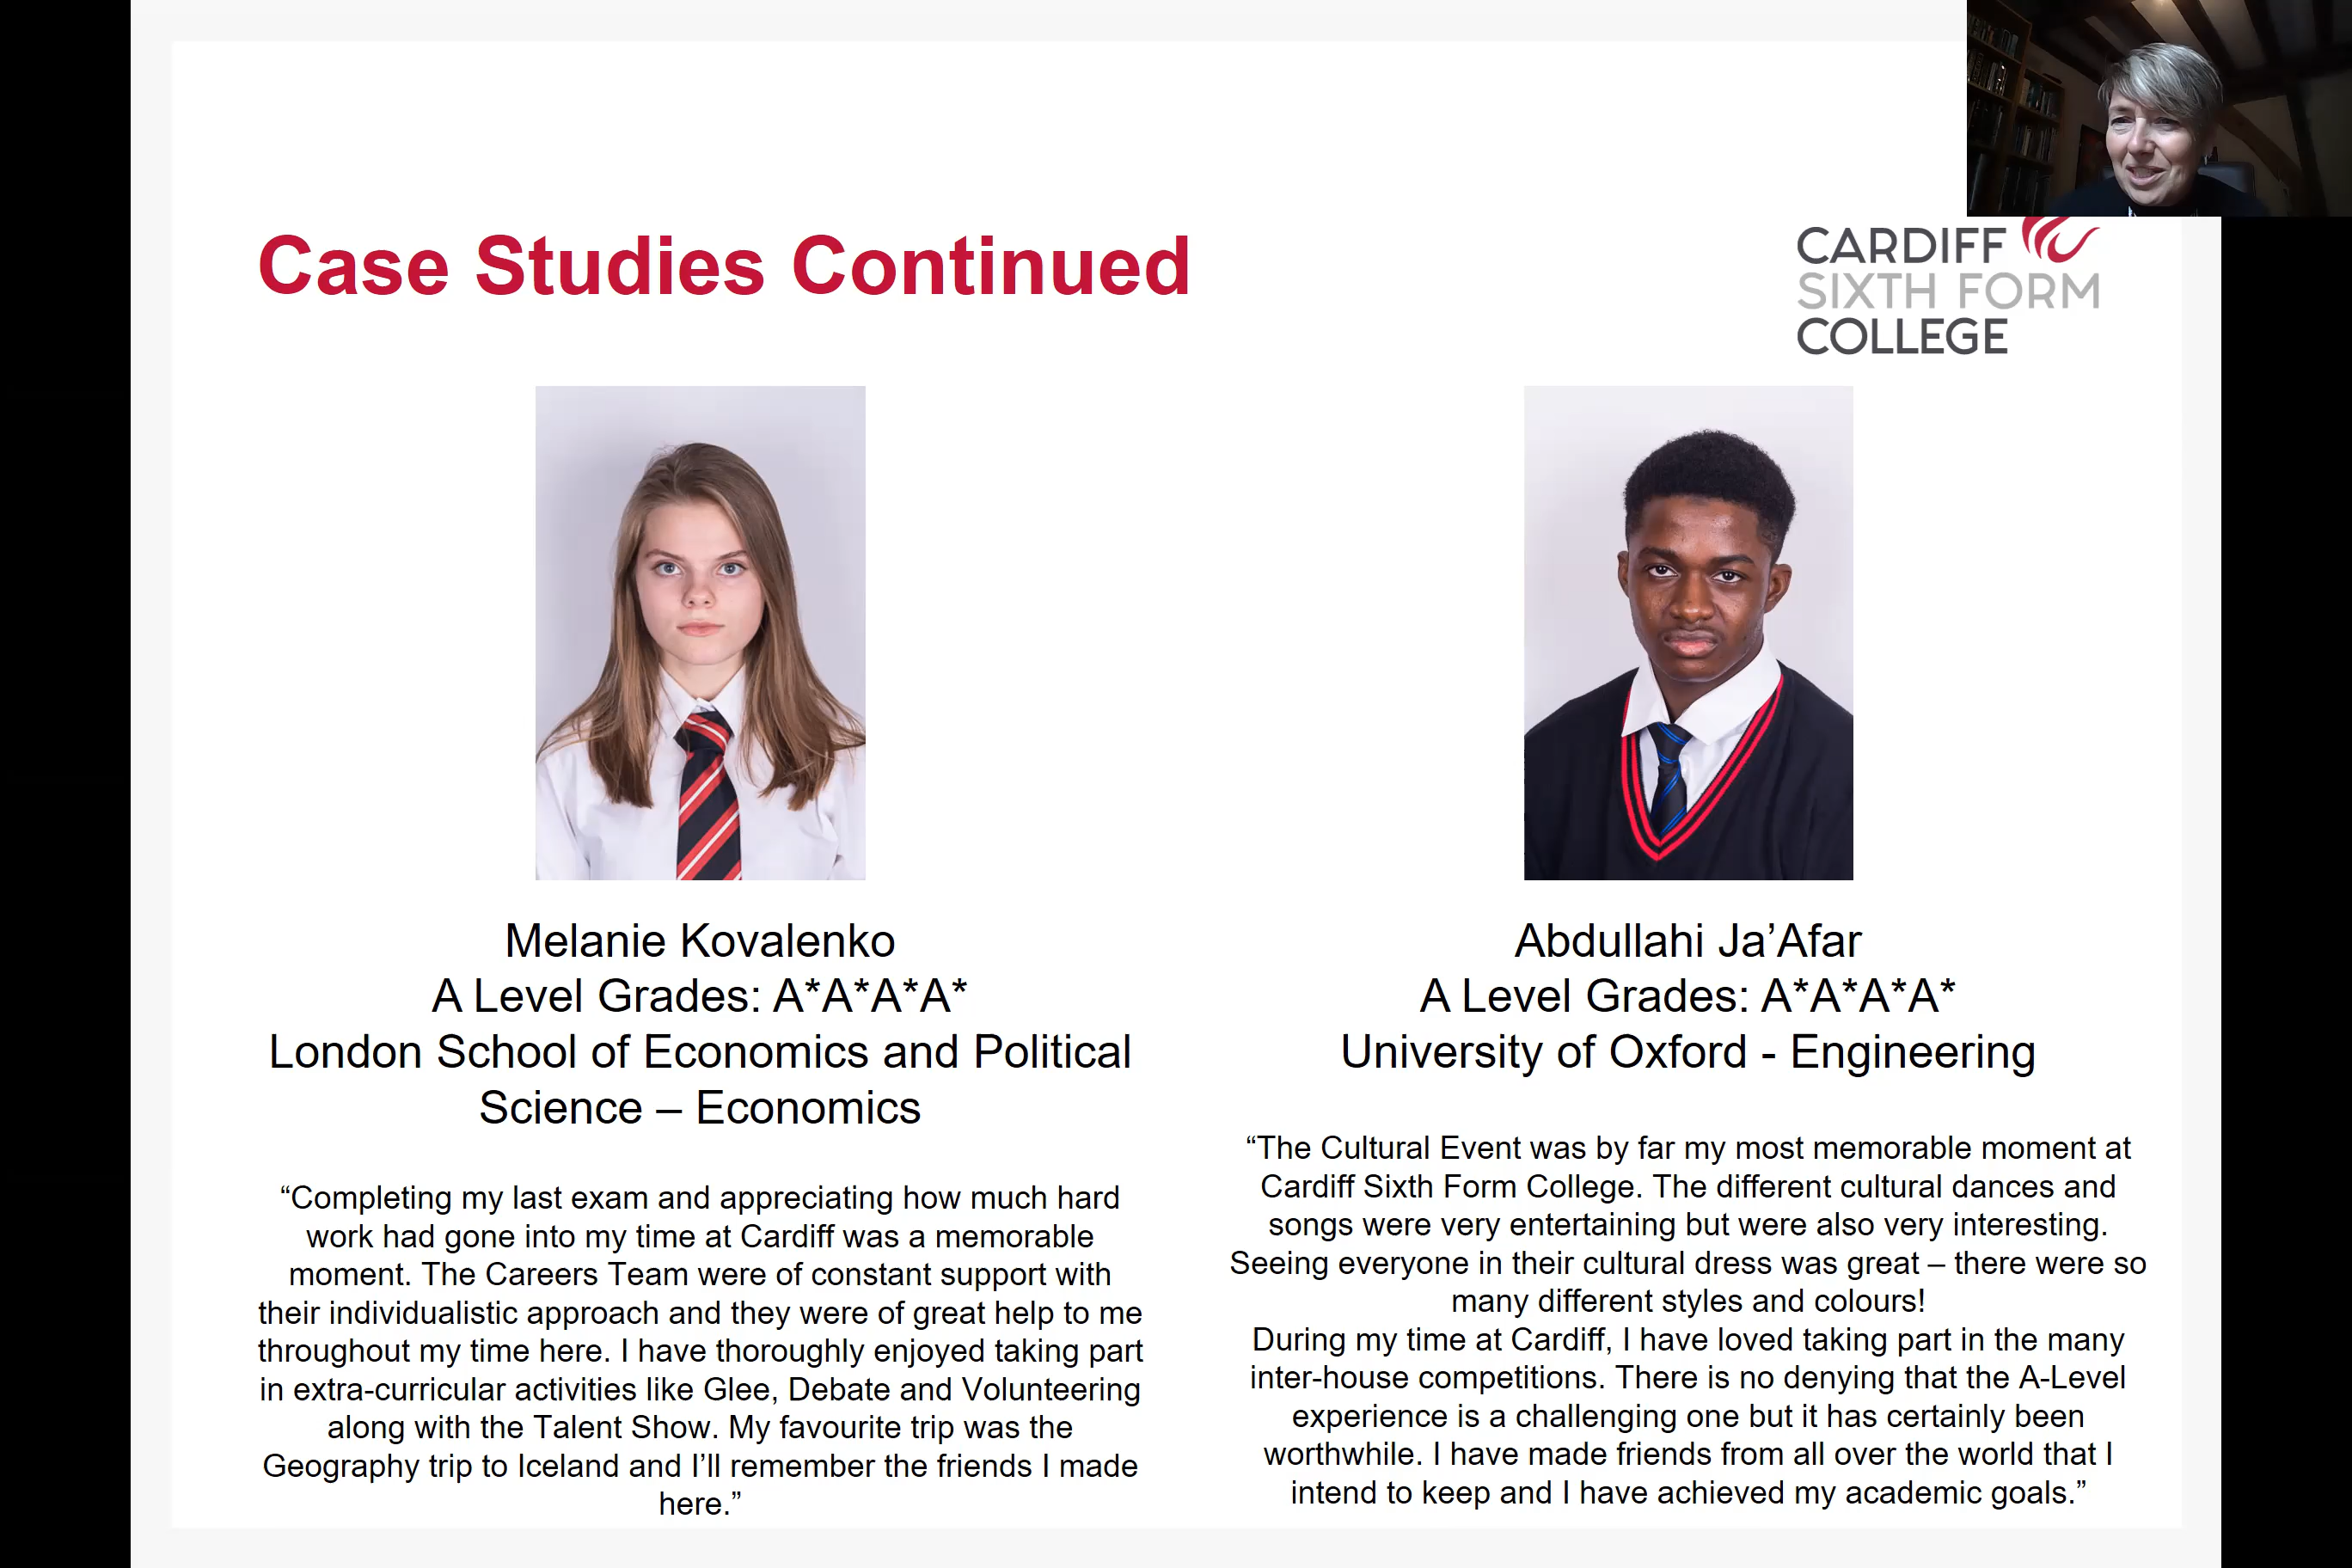 Case Studies Continued
CARDIFF
SIXTH FORM
COLLEGE
Melanie Kovalenko
A Level Grades: A*A*A*A*
London School of Economics and Political
Science – Economics
“Completing my last exam and appreciating how much hard
work had gone into my time at Cardiff was a memorable
moment. The Careers Team were of constant support with
their individualistic approach and they were of great help to me
throughout my time here. I have thoroughly enjoyed taking part
in extra-curricular activities like Glee, Debate and Volunteering
along with the Talent Show. My favourite trip was the
Geography trip to Iceland and I’ll remember the friends I made
here.”
Abdullahi Ja’Afar
A Level Grades: A*A*A*A*
University of Oxford - Engineering
“The Cultural Event was by far my most memorable moment at
Cardiff Sixth Form College. The different cultural dances and
songs were very entertaining but were also very interesting.
Seeing everyone in their cultural dress was great – there were so
many different styles and colours!
During my time at Cardiff, I have loved taking part in the many
inter-house competitions. There is no denying that the A-Level
experience is a challenging one but it has certainly been
worthwhile. I have made friends from all over the world that I
intend to keep and I have achieved my academic goals.”